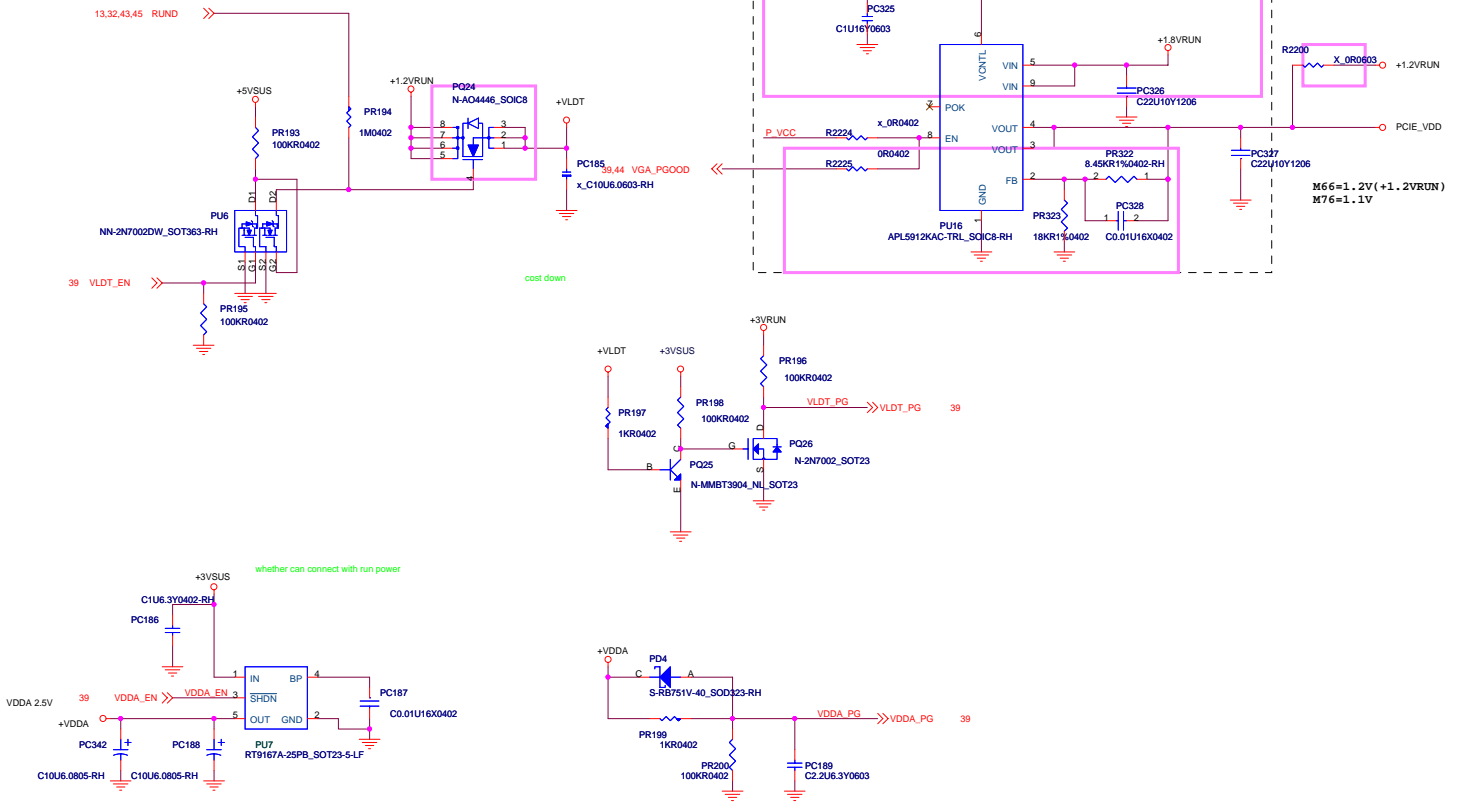 13,32,43,45 RUND
+5VSUS
PR193
100KR0402
PR194
1M0402
+1.2VRUN
PQ24
N-AO4446_SOIC8
8
7
6
5
3
2
1
4
+VLDT
PC185
x_C10U6.0603-RH
D1
D2
PU6
NN-2N7002DW_SOT363-RH
S1
G1
S2
G2
39 VLDT_EN
PR195
100KR0402
PC325
C1U16Y0603
6
VCNTL
VIN
5
VIN
9
7
POK
8
EN
VOUT
4
VOUT
3
FB
2
GND
1
PU16
APL5912KAC-TRL_SOIC8-RH
+1.8VRUN
PC326
C22U10Y1206
R2200
X_0R0603
+1.2VRUN
PCIE_VDD
P_VCC
R2224
x_0R0402
39,44 VGA_PGOOD
R2225
0R0402
PR322
8.45KR1%0402-RH
2
1
PC328
1
2
C0.01U16X0402
PR323
18KR1%0402
PC327
C22U10Y1206
M66=1.2V(+1.2VRUN)
M76=1.1V
cost down
+VLDT
+3VSUS
+3VRUN
PR196
100KR0402
PR197
1KR0402
PR198
100KR0402
VLDT_PG
VLDT_PG 39
D
G
S
PQ26
N-2N7002_SOT23
C
B
E
PQ25
N-MMBT3904_NL_SOT23
whether can connect with run power
+3VSUS
C1U6.3Y0402-RH
PC186
1
IN
BP
4
3
SHDN
5
OUT
GND
2
PU7
RT9167A-25PB_SOT23-5-LF
PC187
C0.01U16X0402
VDDA 2.5V
39 VDDA_EN
VDDA_EN
+VDDA
PC342
C10U6.0805-RH
PC188
C10U6.0805-RH
+VDDA
PD4
C
A
S-RB751V-40_SOD323-RH
PR199
1KR0402
PR200
100KR0402
PC189
C2.2U6.3Y0603
VDDA_PG
VDDA_PG 39